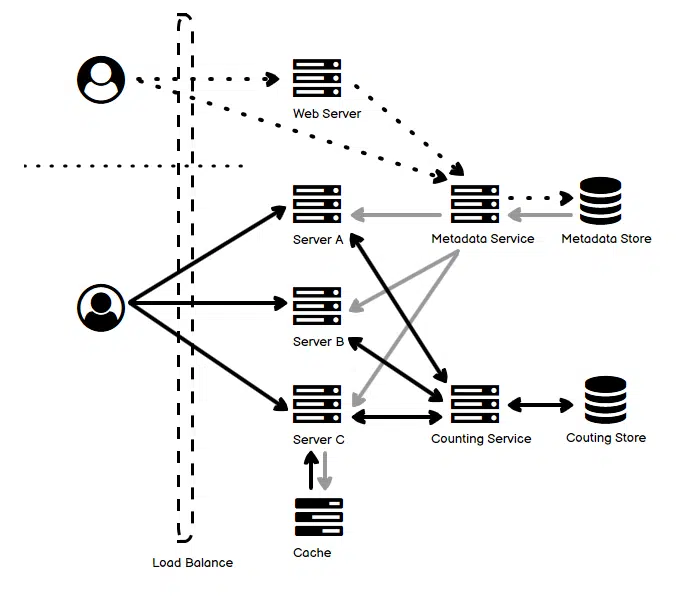 Web Server
Server A
Metadata Service
Metadata Store
Server B
Server C
Counting Service
Couting Store
Cache
Load Balance